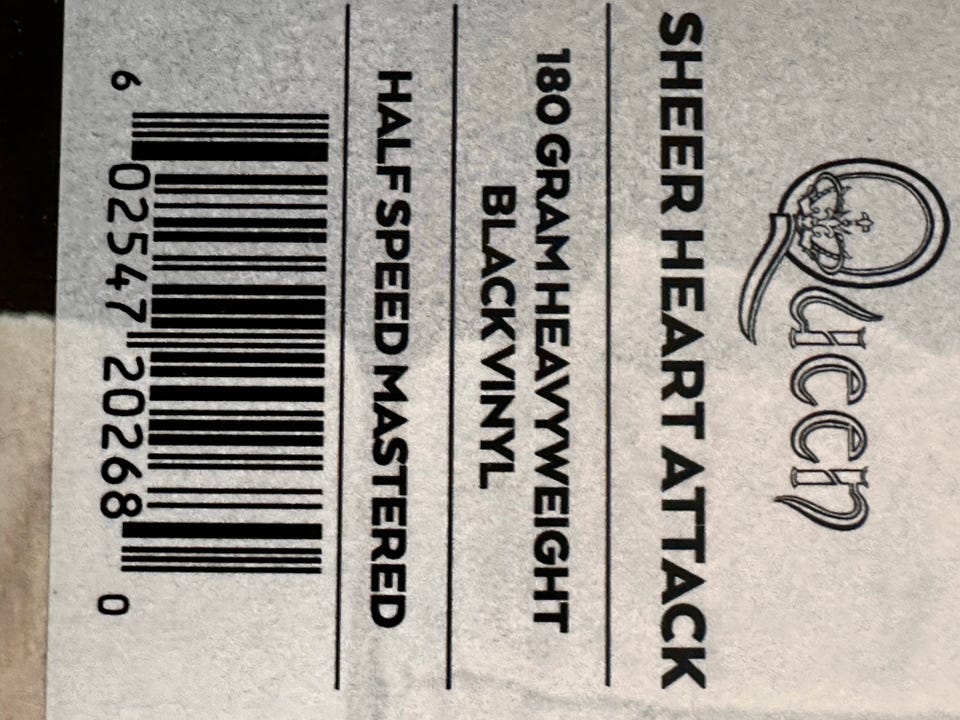 Queen
SHEER HEART ATTACK
180 GRAM HEAVYWEIGHT
BLACK VINYL
HALF SPEED MASTERED
6 02547 20268 0